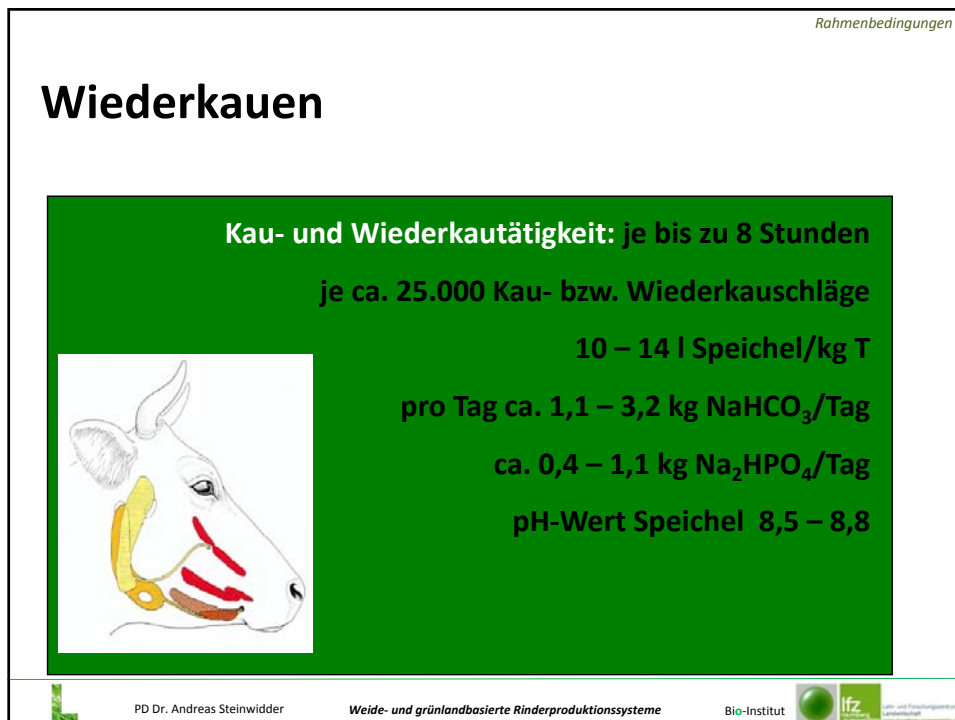 Rahmenbedingungen
Wiederkauen
Kau- und Wiederkautätigkeit: je bis zu 8 Stunden
je ca. 25.000 Kau- bzw. Wiederkauschläge
10 – 14 l Speichel/kg T
pro Tag ca. 1,1 – 3,2 kg NaHCO₃/Tag
ca. 0,4 – 1,1 kg Na₂HPO₄/Tag
pH-Wert Speichel 8,5 – 8,8
PD Dr. Andreas Steinwidder Weide- und grünlandbasierte Rinderproduktionssysteme Bio-Institut lfz